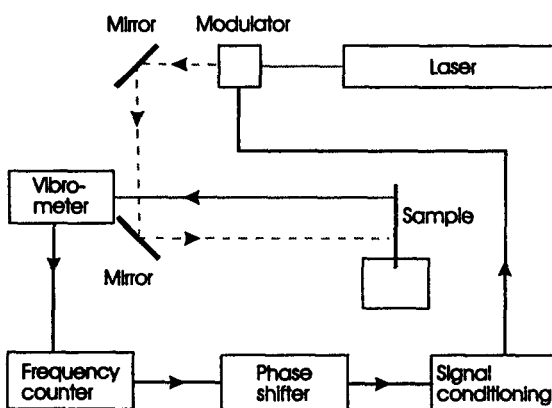 Mirror
Modulator
Laser
Vibro-
meter
Sample
Mirror
Frequency
counter
Phase
shifter
Signal
conditioning